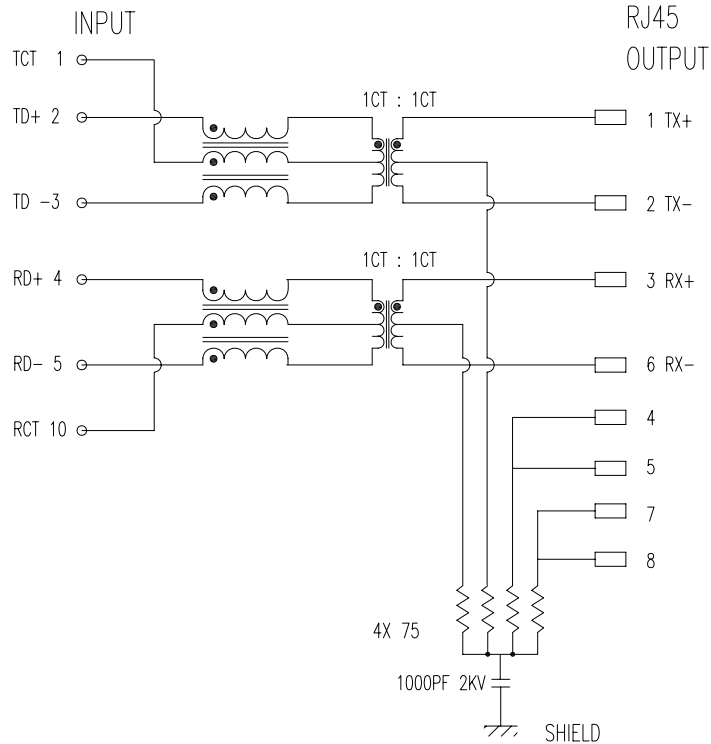 INPUT
RJ45
OUTPUT
TCT 1
1CT : 1CT
TD+ 2
1 TX+
TD -3
2 TX-
1CT : 1CT
RD+ 4
3 RX+
RD- 5
6 RX-
RCT 10
4
5
7
8
4X 75
1000PF 2KV
SHIELD